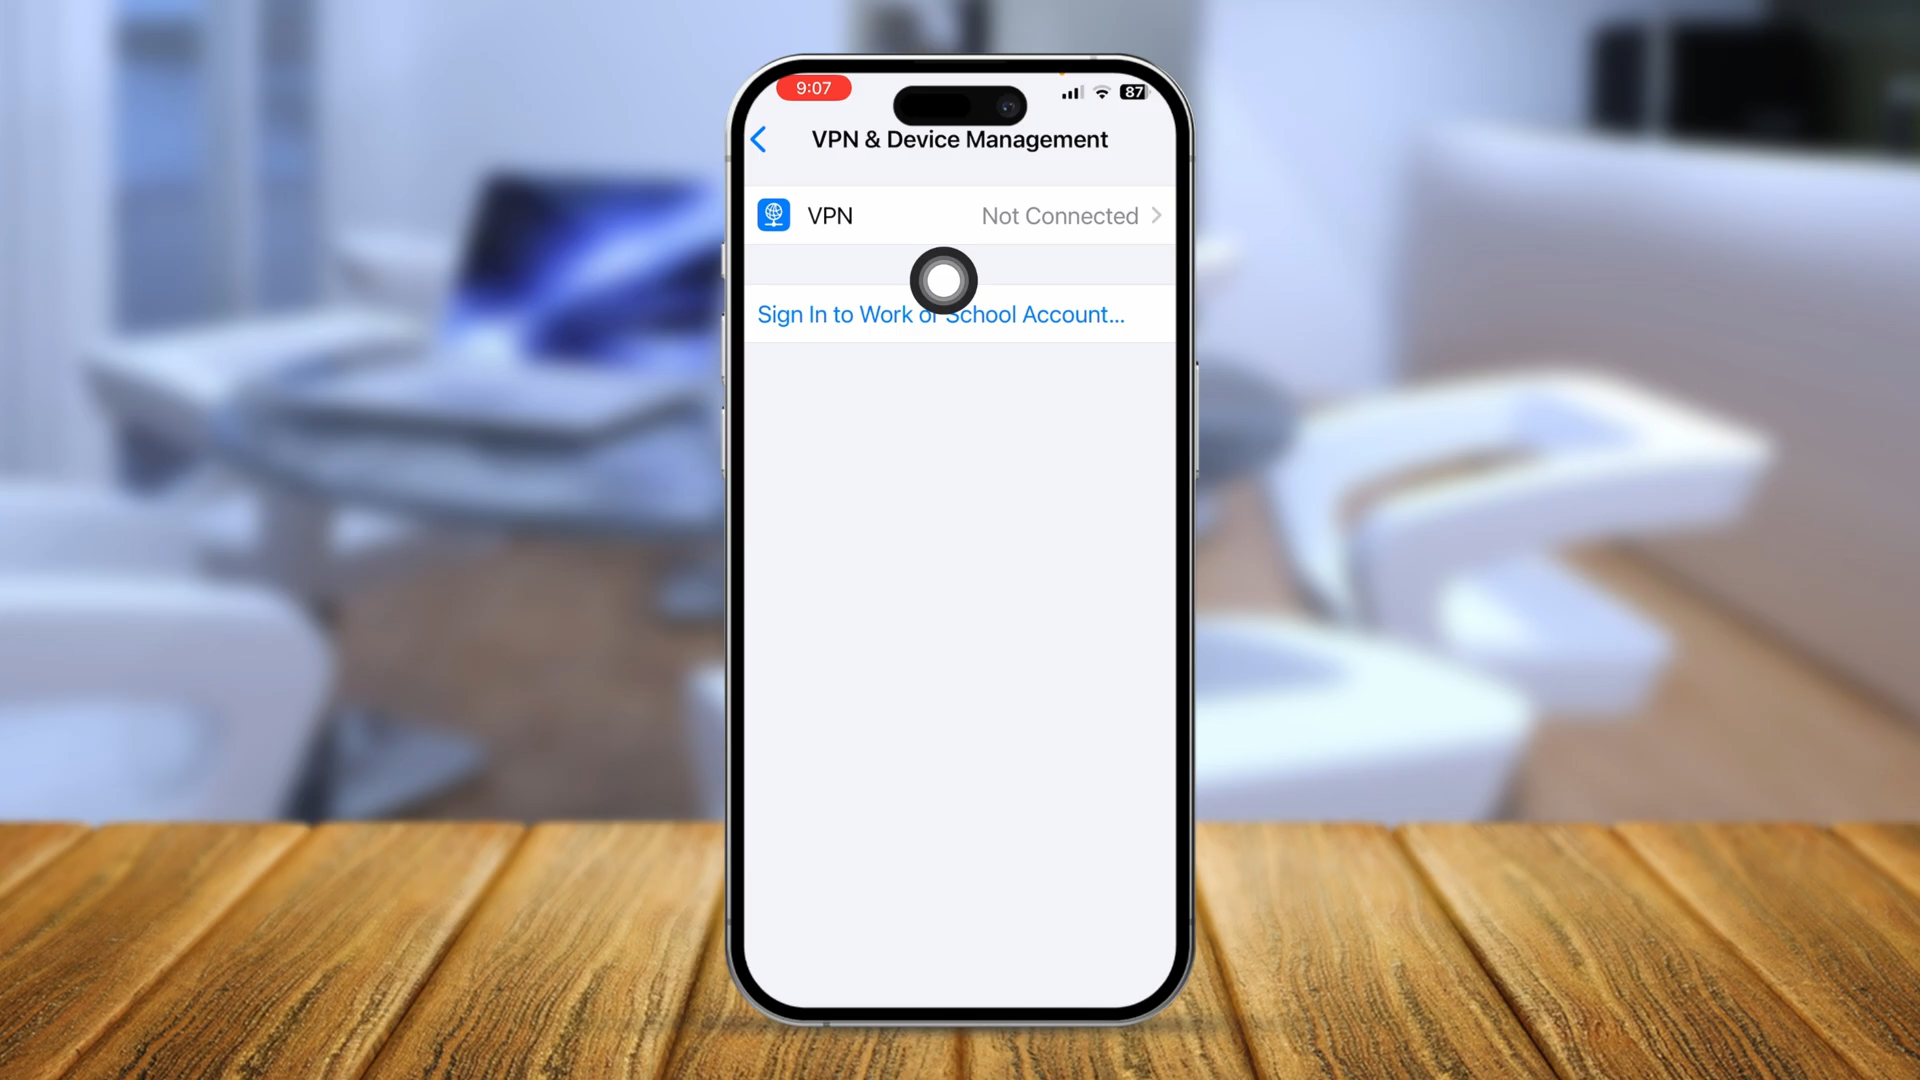 9:07
87
VPN & Device Management
VPN Not Connected
Sign In to Work or School Account...